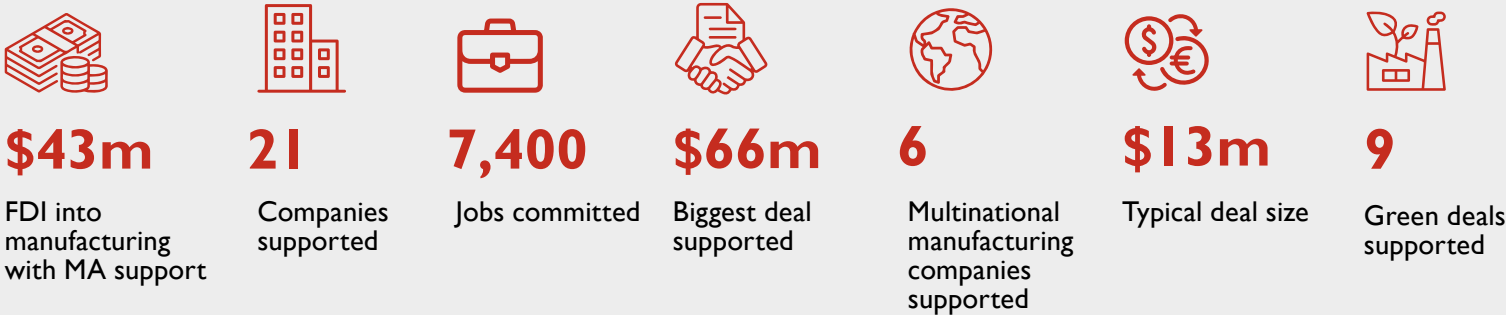 $43m
FDI into
manufacturing
with MA support
21
Companies
supported
7,400
Jobs committed
$66m
Biggest deal
supported
6
Multinational
manufacturing
companies
supported
$13m
Typical deal size
9
Green deals
supported